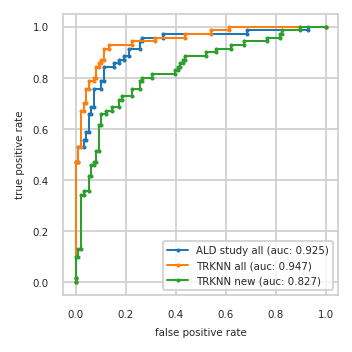 1.0
0.8
0.6
0.4
0.2
0.0
true positive rate
ALD study all (auc: 0.925)
TRKNN all (auc: 0.947)
TRKNN new (auc: 0.827)
0.0 0.2 0.4 0.6 0.8 1.0
false positive rate